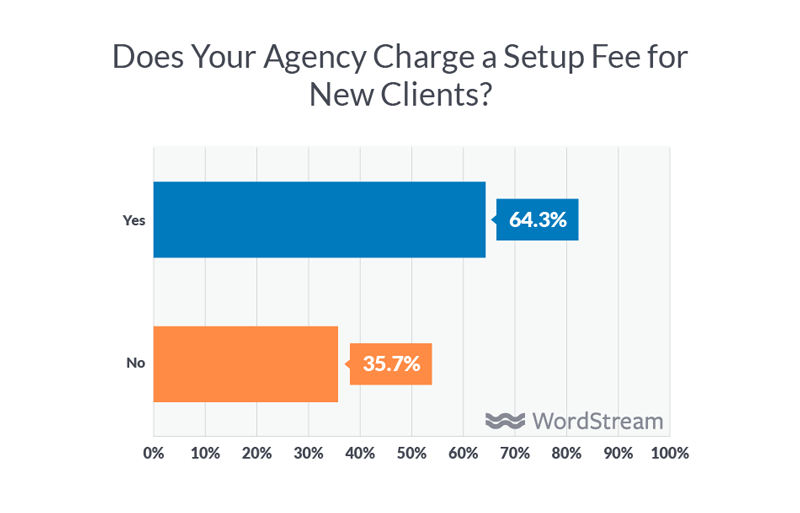 Does Your Agency Charge a Setup Fee for
New Clients?
Yes
64.3%
No
35.7%
WordStream
0% 10% 20% 30% 40% 50% 60% 70% 80% 90% 100%